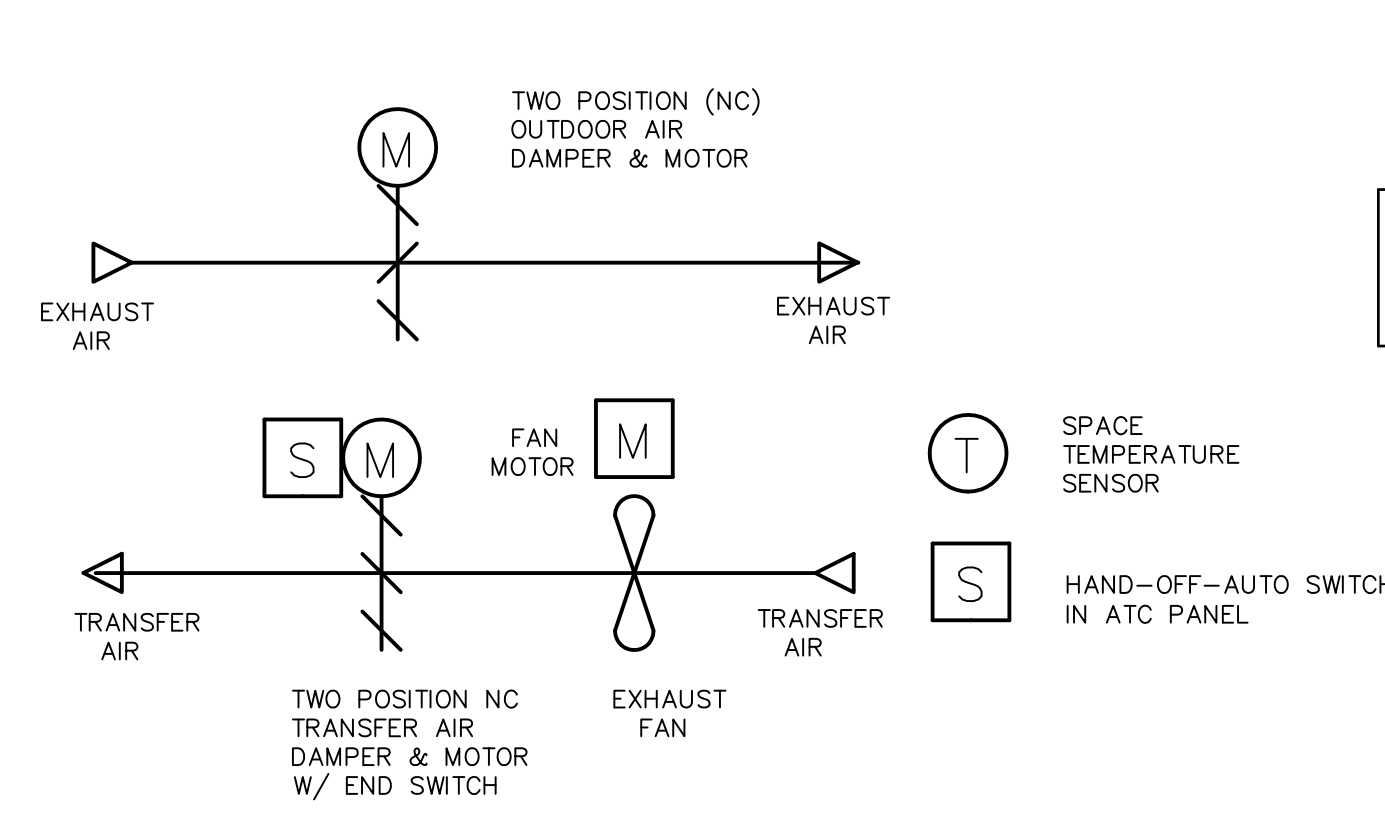 TWO POSITION (NC)
OUTDOOR AIR
DAMPER & MOTOR
M
EXHAUST
AIR
EXHAUST
AIR
S
M
FAN
MOTOR
M
T
SPACE
TEMPERATURE
SENSOR
S
HAND-OFF-AUTO SWITCH
IN ATC PANEL
TRANSFER
AIR
TRANSFER
AIR
TWO POSITION NC
TRANSFER AIR
DAMPER & MOTOR
W/ END SWITCH
EXHAUST
FAN